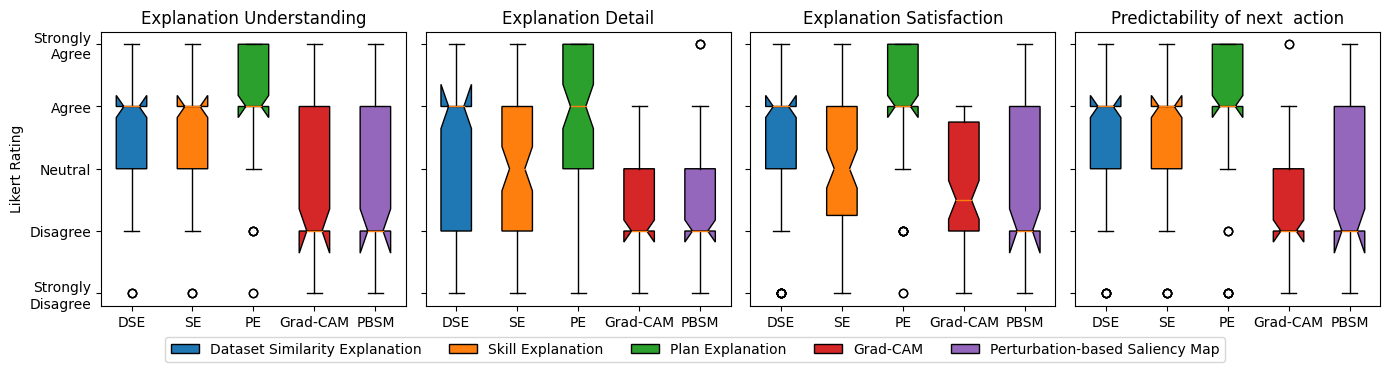 Explanation Understanding
Explanation Detail
Explanation Satisfaction
Predictability of next  action
Likert Rating
Strongly
Agree
Agree
Neutral
Disagree
Strongly
Disagree
DSE SE PE Grad-CAM PBSM
DSE SE PE Grad-CAM PBSM
DSE SE PE Grad-CAM PBSM
DSE SE PE Grad-CAM PBSM
Dataset Similarity Explanation Skill Explanation Plan Explanation Grad-CAM Perturbation-based Saliency Map